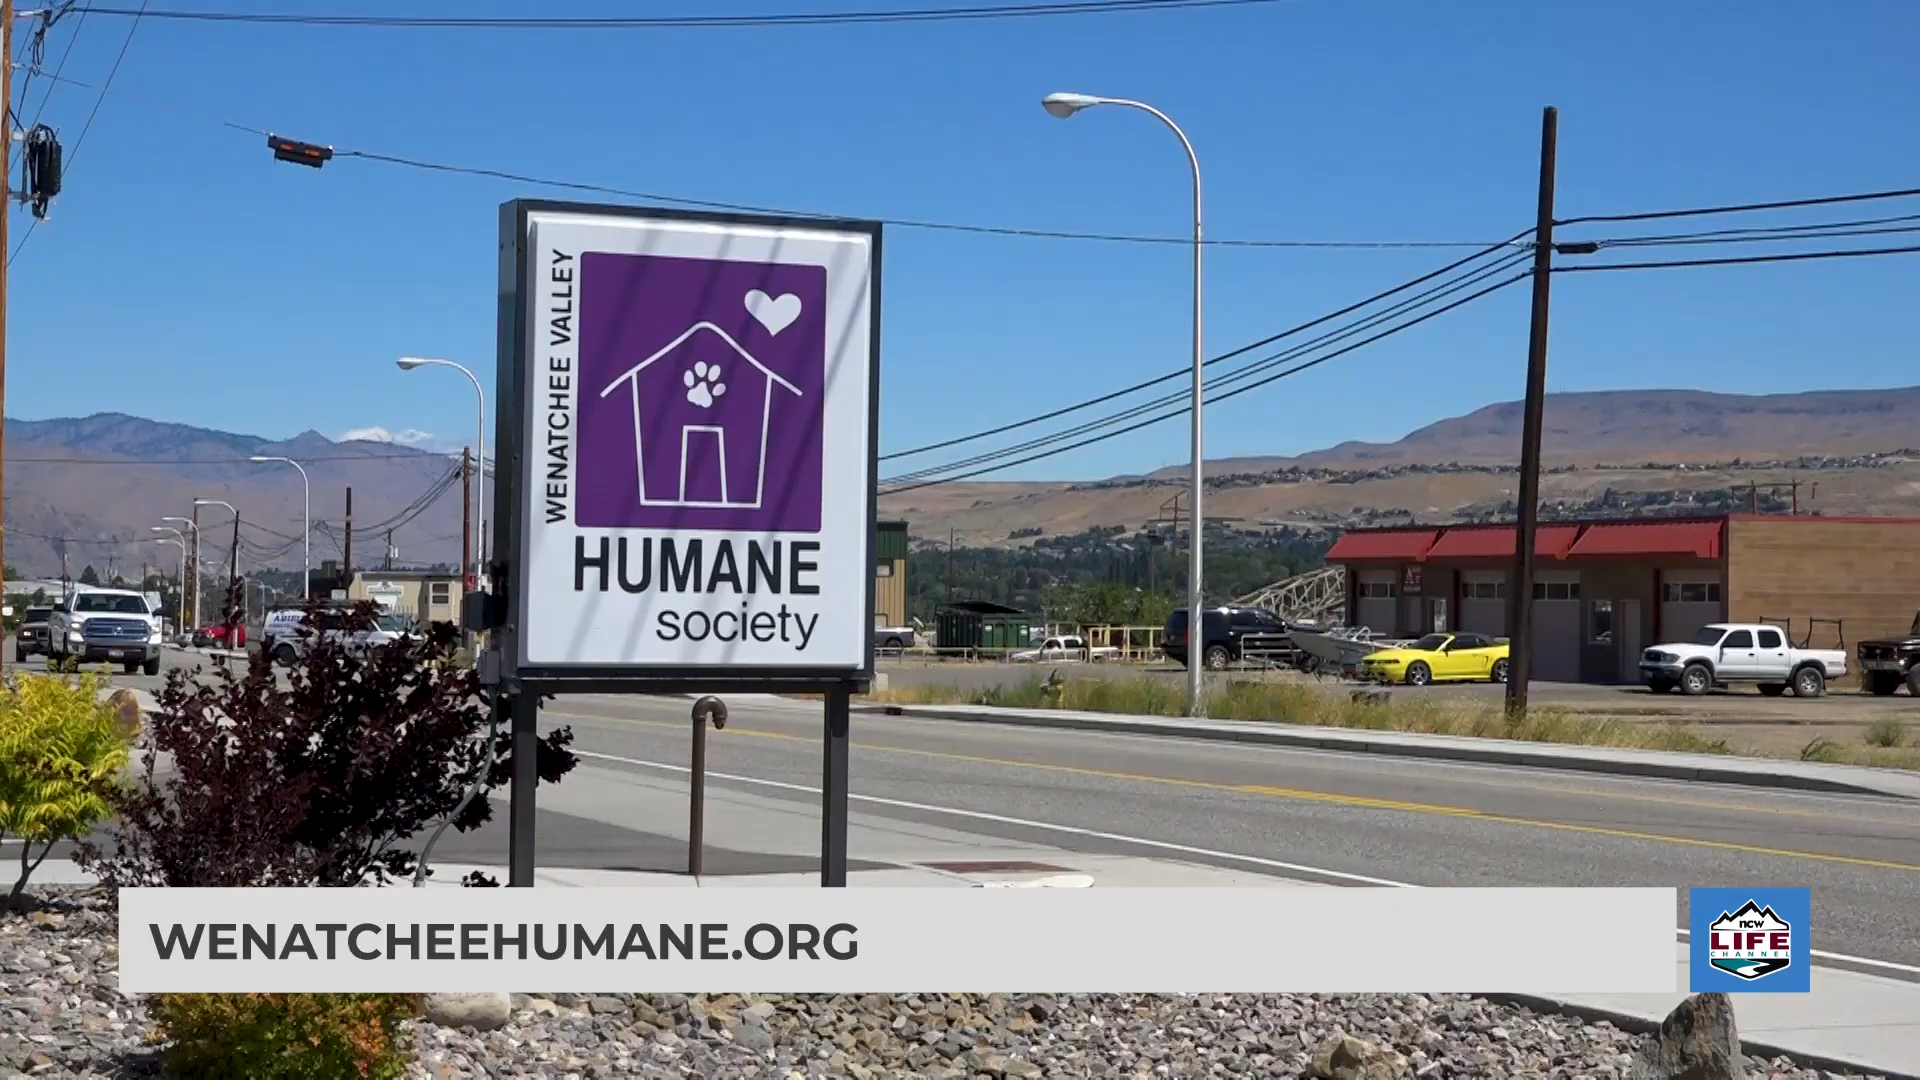 WENATCHEE VALLEY
HUMANE
society
WENATCHEEHUMANE.ORG
ncw
LIFE
CHANNEL